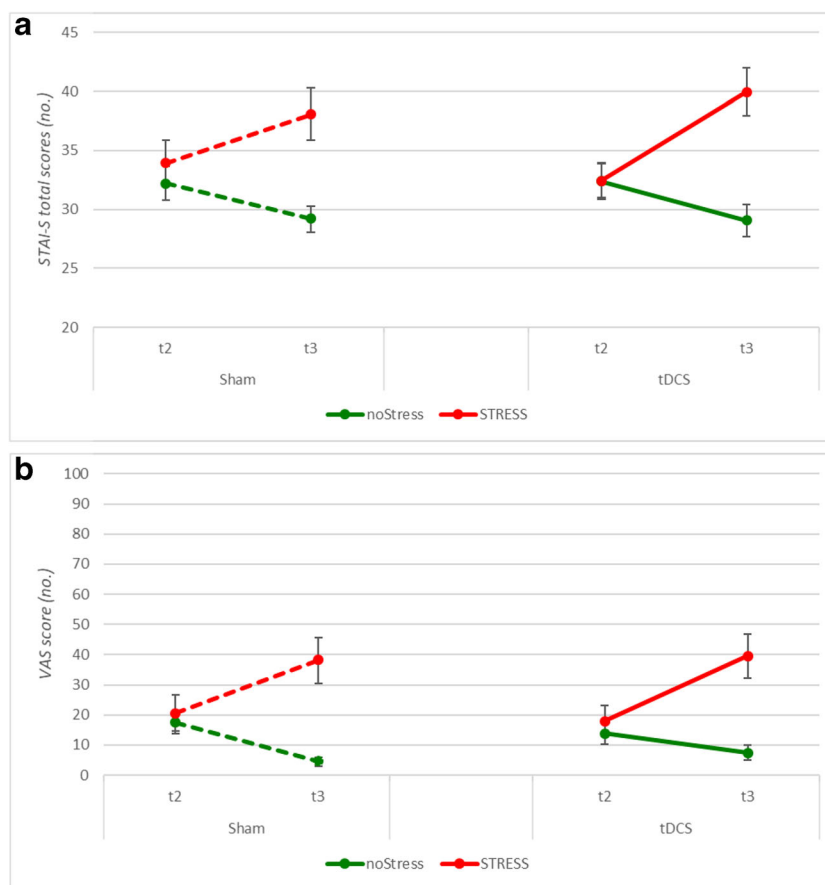 a
STAI-S total scores (no.)
45
40
35
30
25
20
t2 t3 t2 t3
Sham tDCS
noStress STRESS
b
VAS score (no.)
100
90
80
70
60
50
40
30
20
10
0
t2 t3 t2 t3
Sham tDCS
noStress STRESS